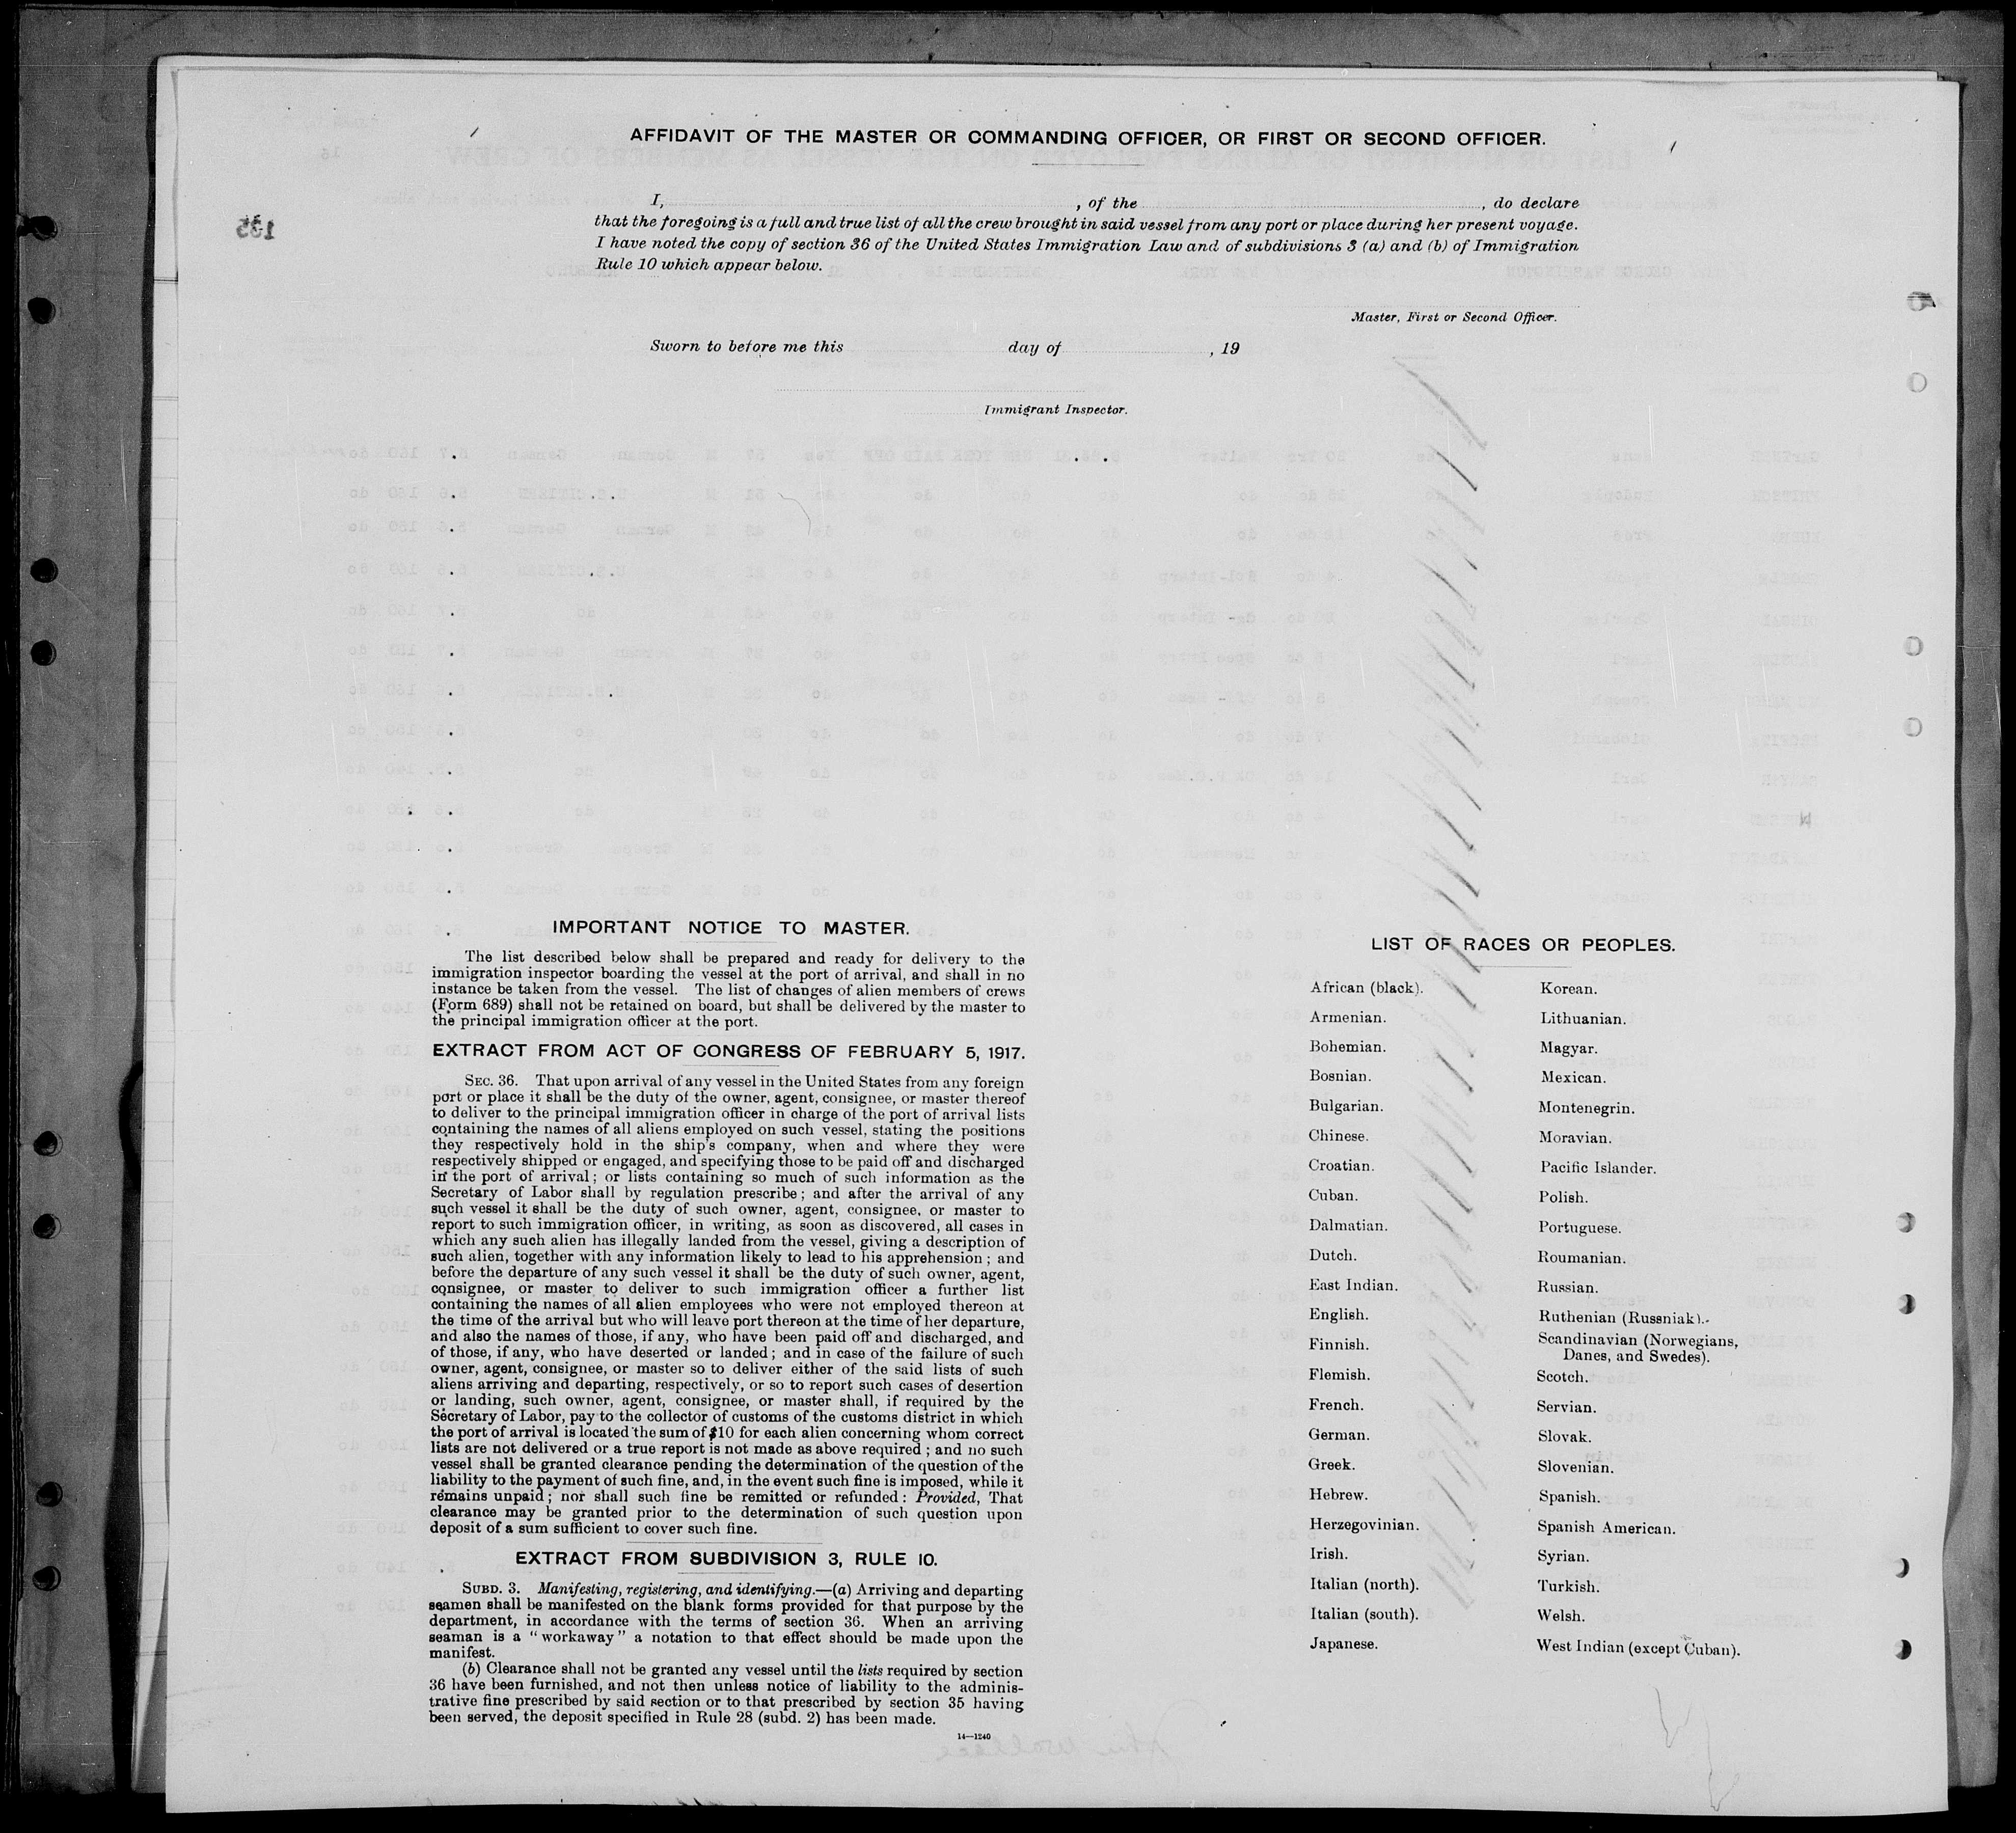 AFFIDAVIT OF THE MASTER OR COMMANDING OFFICER, OR FIRST OR SECOND OFFICER.
I, , of the , do declare
that the foregoing is a full and true list of all the crew brought in said vessel from any port or place during her present voyage.
I have noted the copy of section 36 of the United States Immigration Law and of subdivisions 3 (a) and (b) of Immigration
Rule 10 which appear below.
Master, First or Second Officer.
Sworn to before me this day of , 19
Immigrant Inspector.
IMPORTANT NOTICE TO MASTER.
The list described below shall be prepared and ready for delivery to the
immigration inspector boarding the vessel at the port of arrival, and shall in no
instance be taken from the vessel. The list of changes of alien members of crews
(Form 689) shall not be retained on board, but shall be delivered by the master to
the principal immigration officer at the port.
EXTRACT FROM ACT OF CONGRESS OF FEBRUARY 5, 1917.
SEC. 36. That upon arrival of any vessel in the United States from any foreign
port or place it shall be the duty of the owner, agent, consignee, or master thereof
to deliver to the principal immigration officer in charge of the port of arrival lists
containing the names of all aliens employed on such vessel, stating the positions
they respectively hold in the ship's company, when and where they were
respectively shipped or engaged, and specifying those to be paid off and discharged
in the port of arrival; or lists containing so much of such information as the
Secretary of Labor shall by regulation prescribe; and after the arrival of any
such vessel it shall be the duty of such owner, agent, consignee, or master to
report to such immigration officer, in writing, as soon as discovered, all cases in
which any such alien has illegally landed from the vessel, giving a description of
such alien, together with any information likely to lead to his apprehension; and
before the departure of any such vessel it shall be the duty of such owner, agent,
consignee, or master to deliver to such immigration officer a further list
containing the names of all alien employees who were not employed thereon at
the time of the arrival but who will leave port thereon at the time of her departure,
and also the names of those, if any, who have been paid off and discharged, and
of those, if any, who have deserted or landed; and in case of the failure of such
owner, agent, consignee, or master so to deliver either of the said lists of such
aliens arriving and departing, respectively, or so to report such cases of desertion
or landing, such owner, agent, consignee, or master shall, if required by the
Secretary of Labor, pay to the collector of customs of the customs district in which
the port of arrival is located the sum of $10 for each alien concerning whom correct
lists are not delivered or a true report is not made as above required; and no such
vessel shall be granted clearance pending the determination of the question of the
liability to the payment of such fine, and, in the event such fine is imposed, while it
remains unpaid; nor shall such fine be remitted or refunded: Provided, That
clearance may be granted prior to the determination of such question upon
deposit of a sum sufficient to cover such fine.
EXTRACT FROM SUBDIVISION 3, RULE 10.
SUBD. 3. Manifesting, registering, and identifying.—(a) Arriving and departing
seamen shall be manifested on the blank forms provided for that purpose by the
department, in accordance with the terms of section 36. When an arriving
seaman is a "workaway" a notation to that effect should be made upon the
manifest.
(b) Clearance shall not be granted any vessel until the lists required by section
36 have been furnished, and not then unless notice of liability to the adminis-
trative fine prescribed by said section or to that prescribed by section 35 having
been served, the deposit specified in Rule 28 (subd. 2) has been made.
14—1240
LIST OF RACES OR PEOPLES.
African (black).
Armenian.
Bohemian.
Bosnian.
Bulgarian.
Chinese.
Croatian.
Cuban.
Dalmatian.
Dutch.
East Indian.
English.
Finnish.
Flemish.
French.
German.
Greek.
Hebrew.
Herzegovinian.
Irish.
Italian (north).
Italian (south).
Japanese.
Korean.
Lithuanian.
Magyar.
Mexican.
Montenegrin.
Moravian.
Pacific Islander.
Polish.
Portuguese.
Roumanian.
Russian.
Ruthenian (Russniak).
Scandinavian (Norwegians,
Danes, and Swedes).
Scotch.
Servian.
Slovak.
Slovenian.
Spanish.
Spanish American.
Syrian.
Turkish.
Welsh.
West Indian (except Cuban).